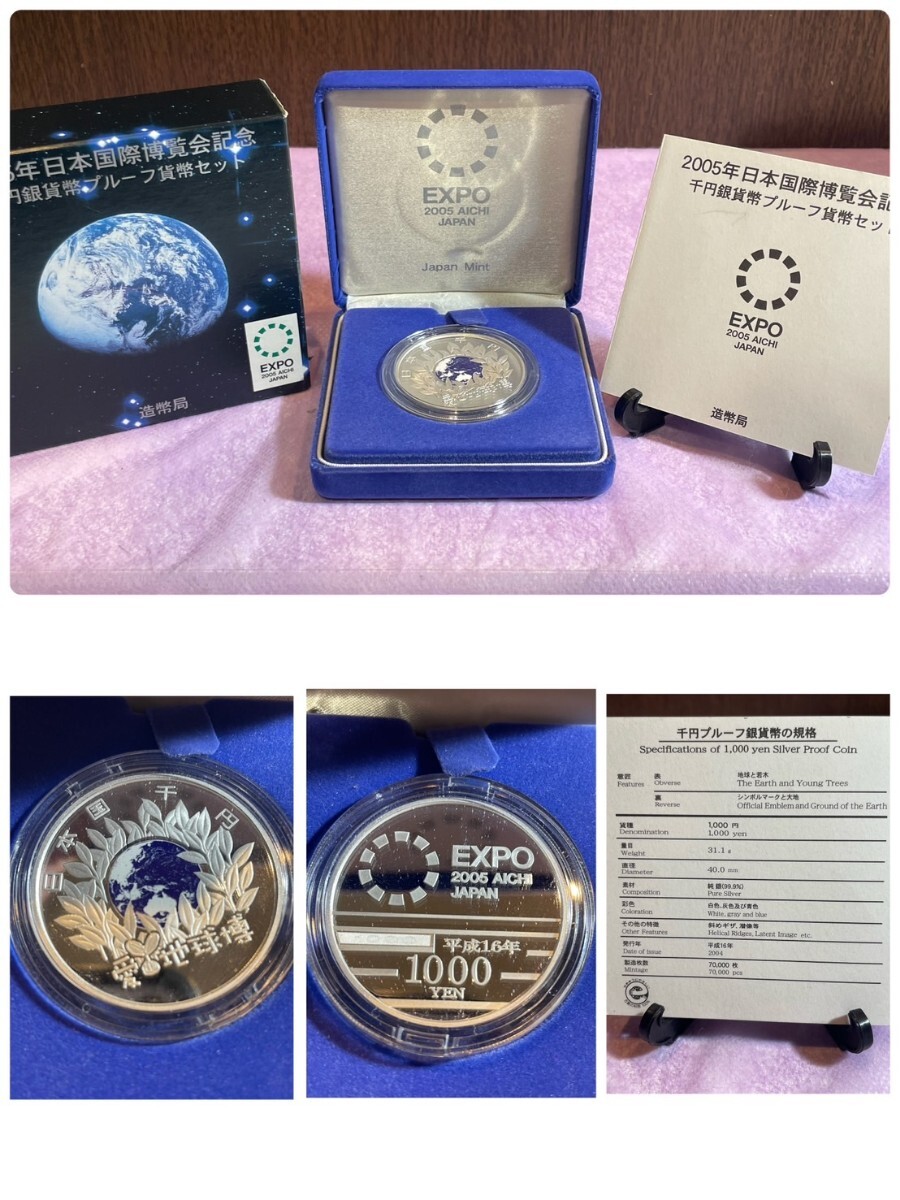 5年日本国際博覧会記念
円銀貨幣プルーフ貨幣セット
EXPO
2005 AICHI
JAPAN
造幣局
EXPO
2005 AICHI
JAPAN
Japan Mint
日本国千円
愛・地球博
2005年日本国際博覧会記
千円銀貨幣プルーフ貨幣セット
EXPO
2005 AICHI
JAPAN
造幣局
日本国千円
愛・地球博
EXPO
2005 AICHI
JAPAN
平成16年
1000
YEN
千円プルーフ銀貨幣の規格
Specifications of 1,000 yen Silver Proof Coin
意匠 表 地球と若木
Features Obverse The Earth and Young Trees
裏 シンボルマークと大地
Reverse Official Emblem and Ground of the Earth
貨種 1,000 円
Denomination 1,000 yen
量目
Weight 31.1 g
直径
Diameter 40.0 mm
素材 純銀(99.9%)
Composition Pure Silver
彩色 白色、灰色及び青色
Coloration White, gray and blue
その他の特徴 斜めギザ、潜像等
Other Features Helical Ridges, Latent Image etc.
発行年 平成16年
Date of issue 2004
製造枚数 70,000 枚
Mintage 70,000 pcs